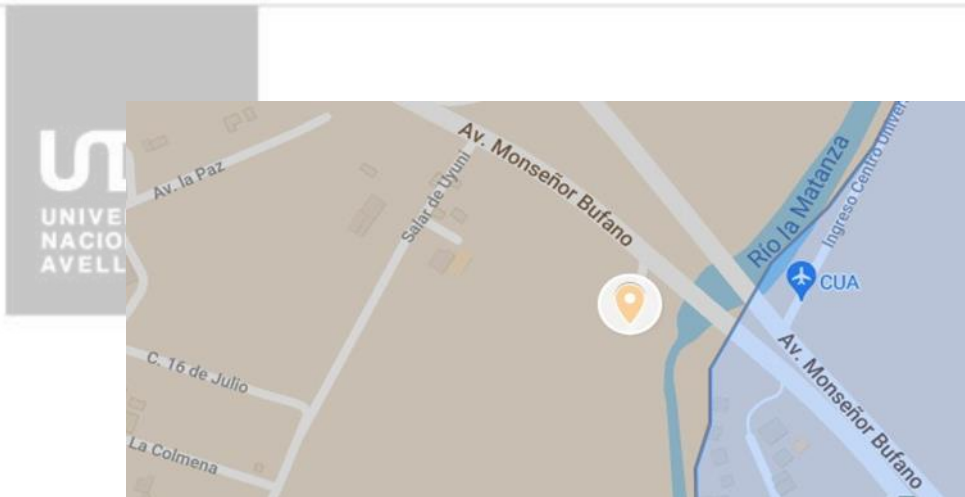 UNIVE
NACIO
AVELL
Av. la Paz
Salar de Uyuni
Av. Monseñor Bufano
Río la Matanza
Ingreso Centro Univer
CUA
Av. Monseñor Bufano
C. 16 de Julio
La Colmena